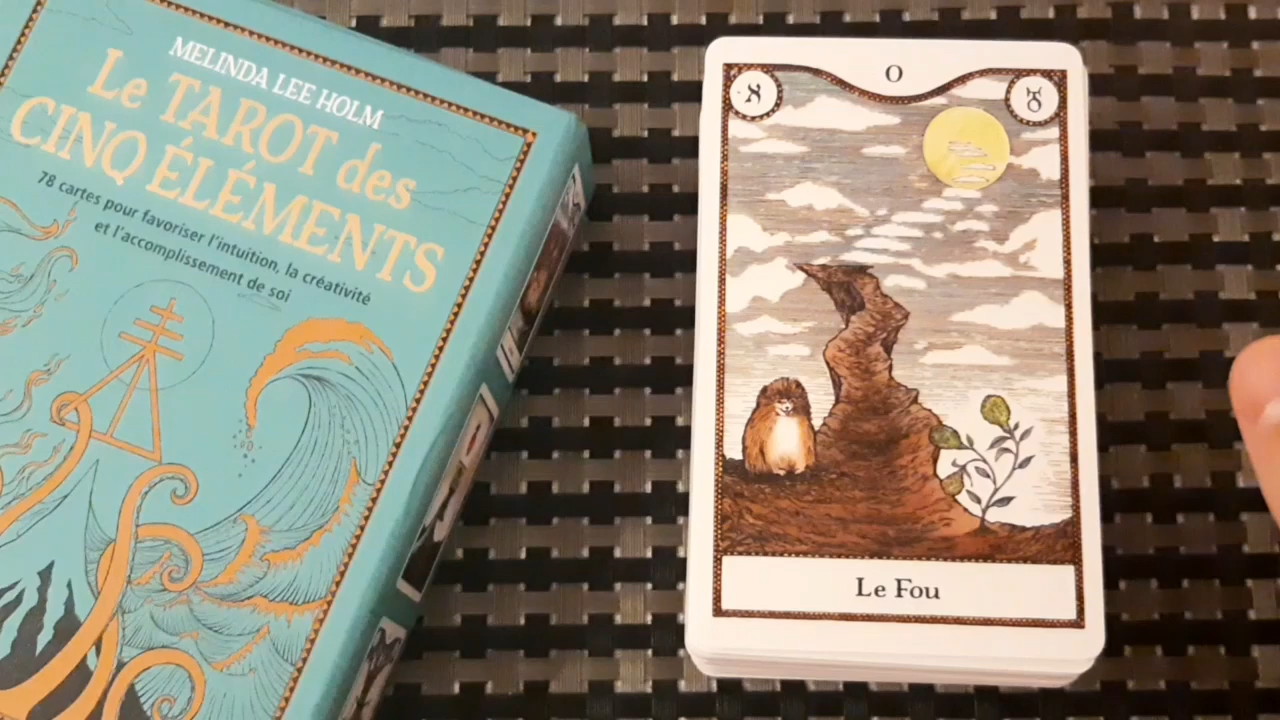 MELINDA LEE HOLM
Le TAROT des
CINQ ÉLÉMENTS
78 cartes pour favoriser l'intuition, la créativité
et l'accomplissement de soi
0
א
☿
Le Fou